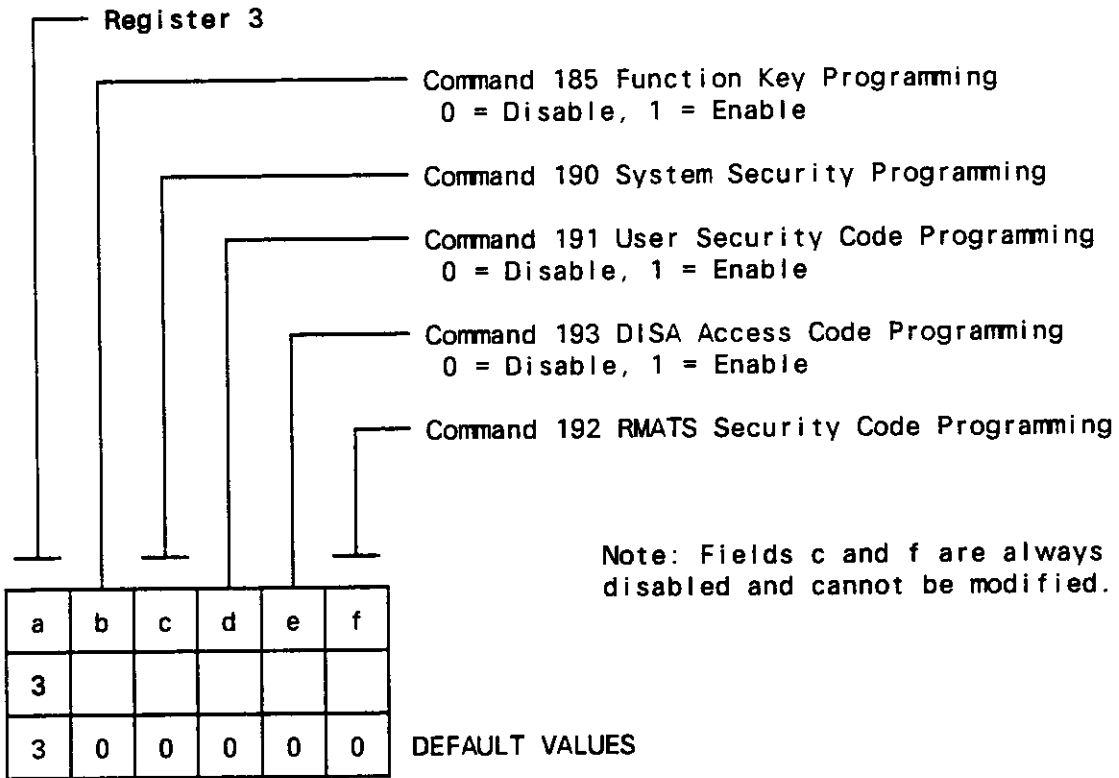 Register 3
Command 185 Function Key Programming
0 = Disable, 1 = Enable
Command 190 System Security Programming
Command 191 User Security Code Programming
0 = Disable, 1 = Enable
Command 193 DISA Access Code Programming
0 = Disable, 1 = Enable
Command 192 RMATS Security Code Programming
Note: Fields c and f are always
disabled and cannot be modified.
a b c d e f
3
3 0 0 0 0 0 DEFAULT VALUES